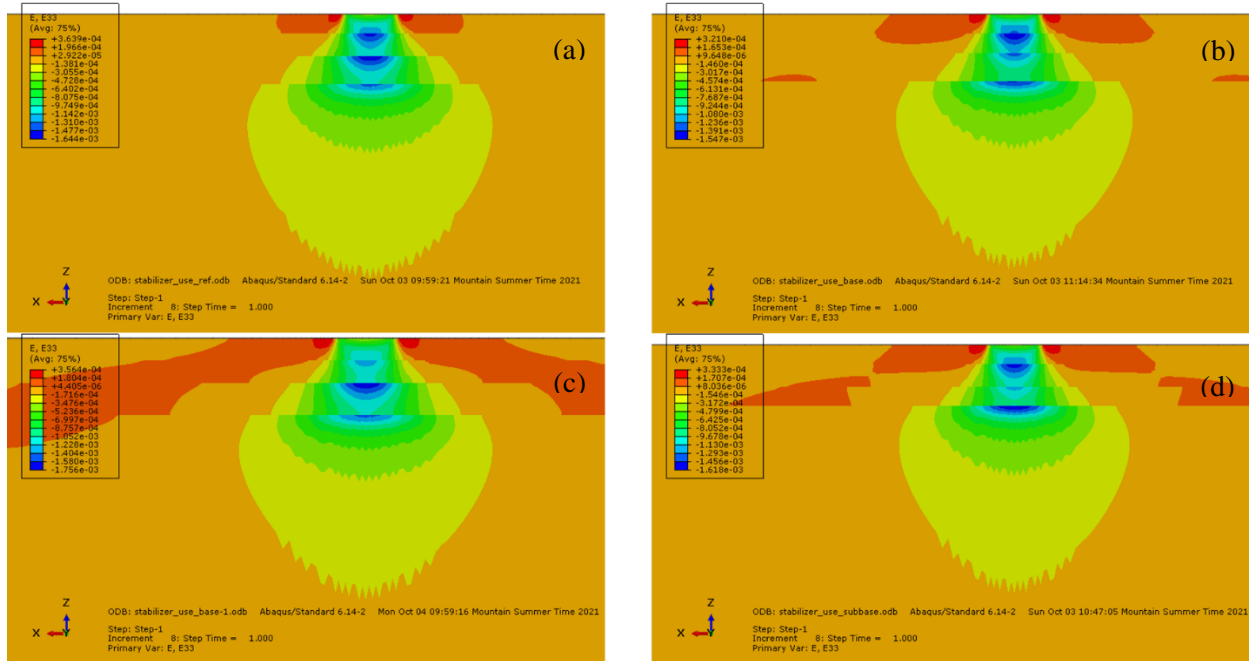 E, E33
(Avg: 75%)
+3.639e-04
+1.966e-04
+2.922e-05
-1.381e-04
-3.055e-04
-4.728e-04
-6.402e-04
-8.075e-04
-9.749e-04
-1.142e-03
-1.310e-03
-1.477e-03
-1.644e-03
(a)
Z
X
Y
ODB: stabilizer_use_ref.odb Abaqus/Standard 6.14-2 Sun Oct 03 09:59:21 Mountain Summer Time 2021
Step: Step-1
Increment 8: Step Time = 1.000
Primary Var: E, E33
E, E33
(Avg: 75%)
+3.210e-04
+1.653e-04
+9.648e-06
-1.460e-04
-3.017e-04
-4.574e-04
-6.131e-04
-7.687e-04
-9.244e-04
-1.080e-03
-1.236e-03
-1.391e-03
-1.547e-03
(b)
Z
X
Y
ODB: stabilizer_use_base.odb Abaqus/Standard 6.14-2 Sun Oct 03 11:14:34 Mountain Summer Time 2021
Step: Step-1
Increment 8: Step Time = 1.000
Primary Var: E, E33
E, E33
(Avg: 75%)
+3.564e-04
+1.804e-04
+4.405e-06
-1.716e-04
-3.476e-04
-5.236e-04
-6.997e-04
-8.757e-04
-1.052e-03
-1.228e-03
-1.404e-03
-1.580e-03
-1.756e-03
(c)
Z
X
Y
ODB: stabilizer_use_base-1.odb Abaqus/Standard 6.14-2 Mon Oct 04 09:59:16 Mountain Summer Time 2021
Step: Step-1
Increment 8: Step Time = 1.000
Primary Var: E, E33
E, E33
(Avg: 75%)
+3.333e-04
+1.707e-04
+8.036e-06
-1.546e-04
-3.172e-04
-4.799e-04
-6.425e-04
-8.052e-04
-9.678e-04
-1.130e-03
-1.293e-03
-1.456e-03
-1.618e-03
(d)
Z
X
Y
ODB: stabilizer_use_subbase.odb Abaqus/Standard 6.14-2 Sun Oct 03 10:47:05 Mountain Summer Time 2021
Step: Step-1
Increment 8: Step Time = 1.000
Primary Var: E, E33